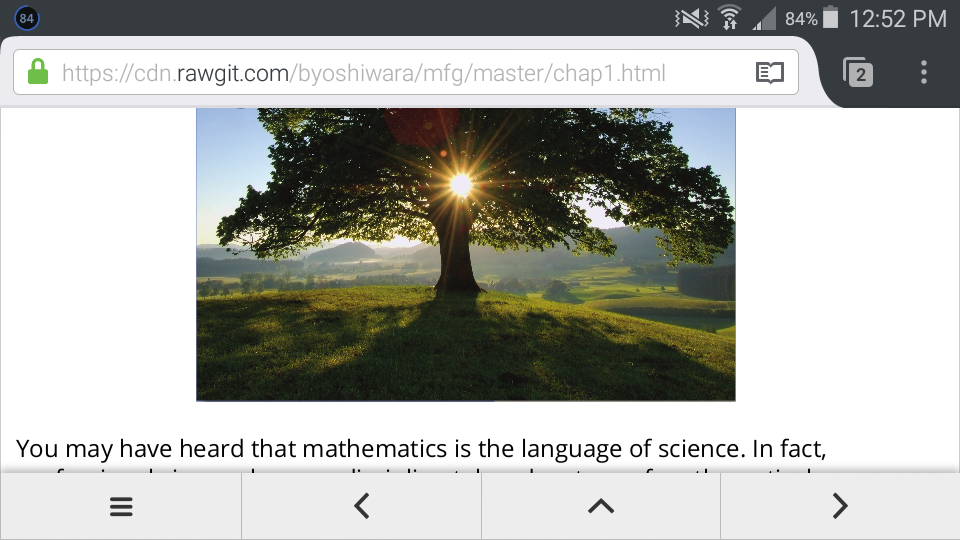 84
84% 12:52 PM
https://cdn.rawgit.com/byoshiwara/mfg/master/chap1.html
2
You may have heard that mathematics is the language of science. In fact,